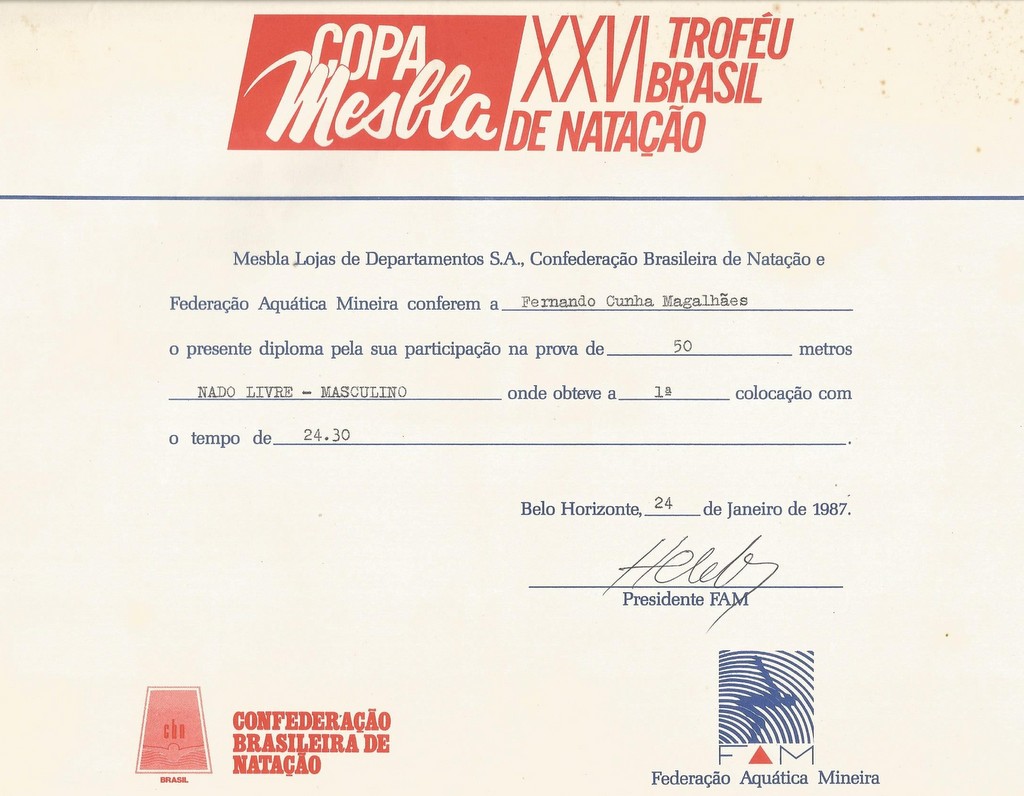 COPA
Mesbla
XXVI TROFÉU
BRASIL
DE NATAÇÃO
Mesbla Lojas de Departamentos S.A., Confederação Brasileira de Natação e
Federação Aquática Mineira conferem a Fernando Cunha Magalhães
o presente diploma pela sua participação na prova de 50 metros
NADO LIVRE - MASCULINO onde obteve a 1ª colocação com
o tempo de 24.30.
Belo Horizonte, 24 de Janeiro de 1987.
Presidente FAM
cbn
BRASIL
CONFEDERAÇÃO
BRASILEIRA DE
NATAÇÃO
FAM
Federação Aquática Mineira